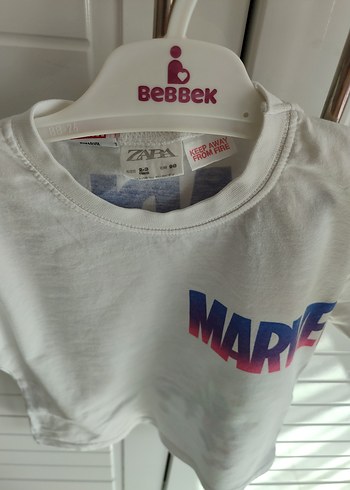 BeBBeK
ZARA
KEEP AWAY
FROM FIRE
MARVE